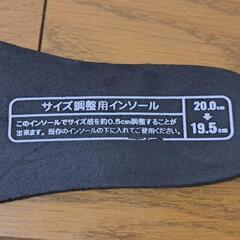 サイズ調整用インソール
このインソールでサイズ感を約0.5cm調整することが
出来ます。既存のインソールの下に入れてご使用ください。
20.0cm
19.5cm